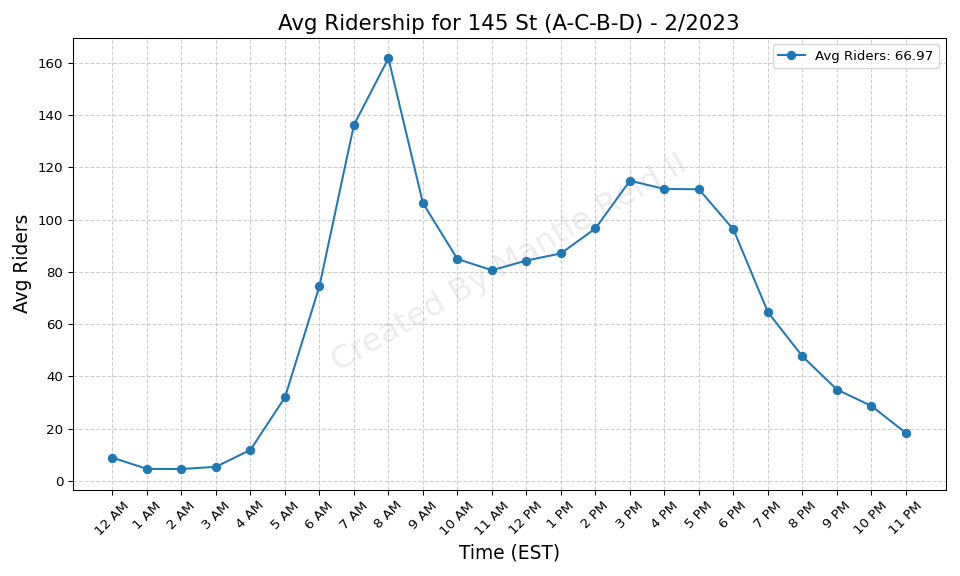 Avg Ridership for 145 St (A-C-B-D) - 2/2023
Avg Riders: 66.97
Avg Riders
160
140
120
100
80
60
40
20
0
Created By Mantle Reid II
12 AM
1 AM
2 AM
3 AM
4 AM
5 AM
6 AM
7 AM
8 AM
9 AM
10 AM
11 AM
12 PM
1 PM
2 PM
3 PM
4 PM
5 PM
6 PM
7 PM
8 PM
9 PM
10 PM
11 PM
Time (EST)